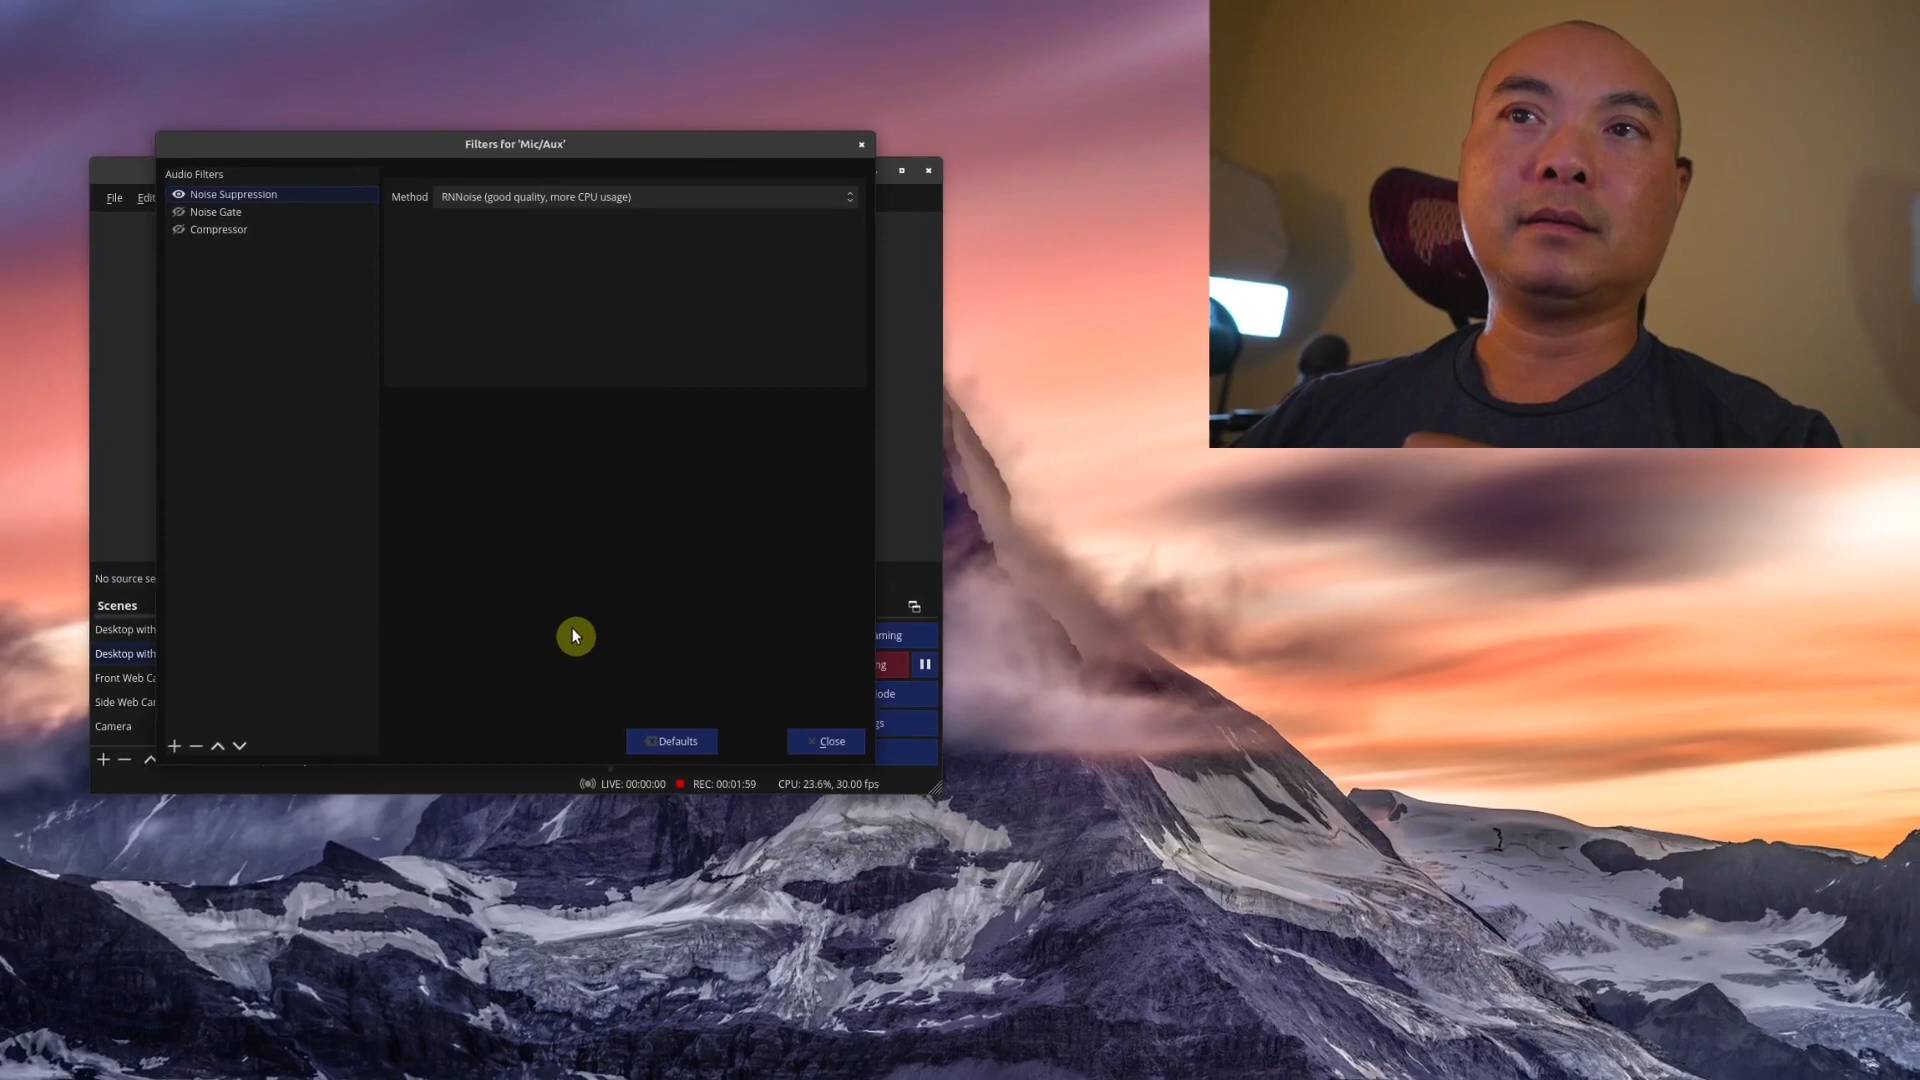 Filters for 'Mic/Aux'
Audio Filters
Noise Suppression
Noise Gate
Compressor
Method RNNoise (good quality, more CPU usage)
File Edit
No source se
Scenes
Desktop with
Desktop with
Front Web Ca
Side Web Car
Camera
aming
ng
lode
gs
Defaults
Close
LIVE: 00:00:00 REC: 00:01:59 CPU: 23.6%, 30.00 fps